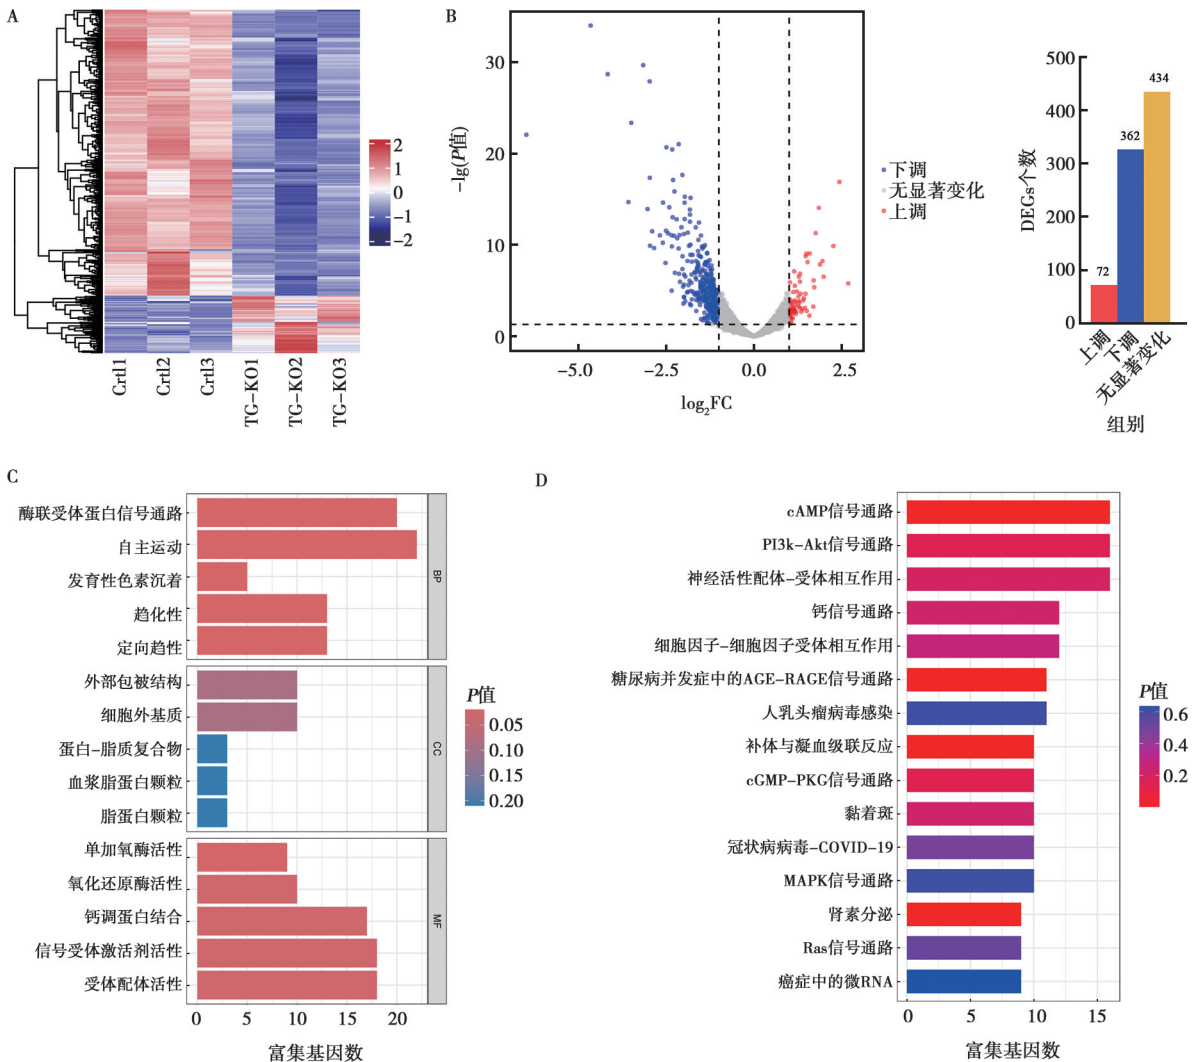 A
2
1
0
−1
−2
Crtl1
Crtl2
Crtl3
TG-KO1
TG-KO2
TG-KO3
B
−lg(P值)
30
20
10
0
−5.0
−2.5
0.0
2.5
log₂FC
下调
无显著变化
上调
DEGs个数
500
400
300
200
100
0
72
362
434
上调
下调
无显著变化
组别
C
酶联受体蛋白信号通路
自主运动
发育性色素沉着
趋化性
定向趋性
BP
外部包被结构
细胞外基质
蛋白-脂质复合物
血浆脂蛋白颗粒
脂蛋白颗粒
CC
单加氧酶活性
氧化还原酶活性
钙调蛋白结合
信号受体激活剂活性
受体配体活性
MF
0 5 10 15 20
富集基因数
P值
0.05
0.10
0.15
0.20
D
cAMP信号通路
PI3k-Akt信号通路
神经活性配体-受体相互作用
钙信号通路
细胞因子-细胞因子受体相互作用
糖尿病并发症中的AGE-RAGE信号通路
人乳头瘤病毒感染
补体与凝血级联反应
cGMP-PKG信号通路
黏着斑
冠状病病毒-COVID-19
MAPK信号通路
肾素分泌
Ras信号通路
癌症中的微RNA
0 5 10 15
富集基因数
P值
0.6
0.4
0.2